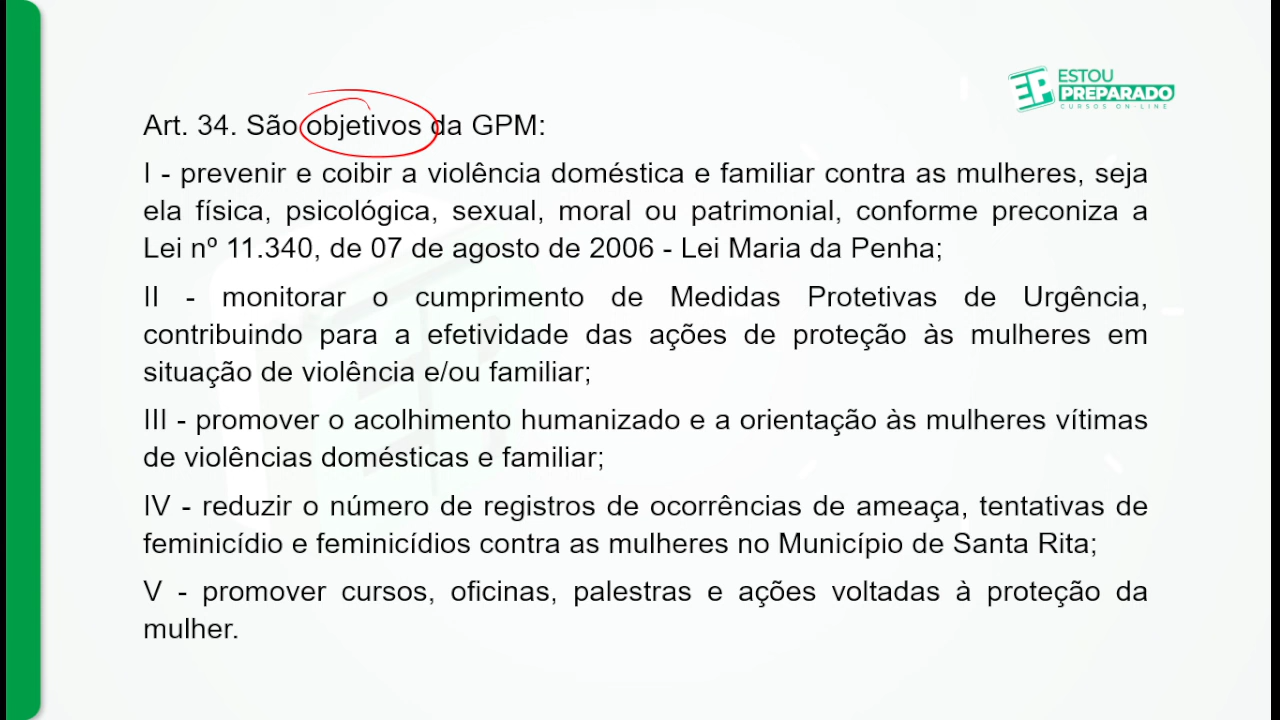 ESTOU
EP PREPARADO
CURSOS ON-LINE
Art. 34. São objetivos da GPM:
I - prevenir e coibir a violência doméstica e familiar contra as mulheres, seja
ela física, psicológica, sexual, moral ou patrimonial, conforme preconiza a
Lei nº 11.340, de 07 de agosto de 2006 - Lei Maria da Penha;
II - monitorar o cumprimento de Medidas Protetivas de Urgência,
contribuindo para a efetividade das ações de proteção às mulheres em
situação de violência e/ou familiar;
III - promover o acolhimento humanizado e a orientação às mulheres vítimas
de violências domésticas e familiar;
IV - reduzir o número de registros de ocorrências de ameaça, tentativas de
feminicídio e feminicídios contra as mulheres no Município de Santa Rita;
V - promover cursos, oficinas, palestras e ações voltadas à proteção da
mulher.